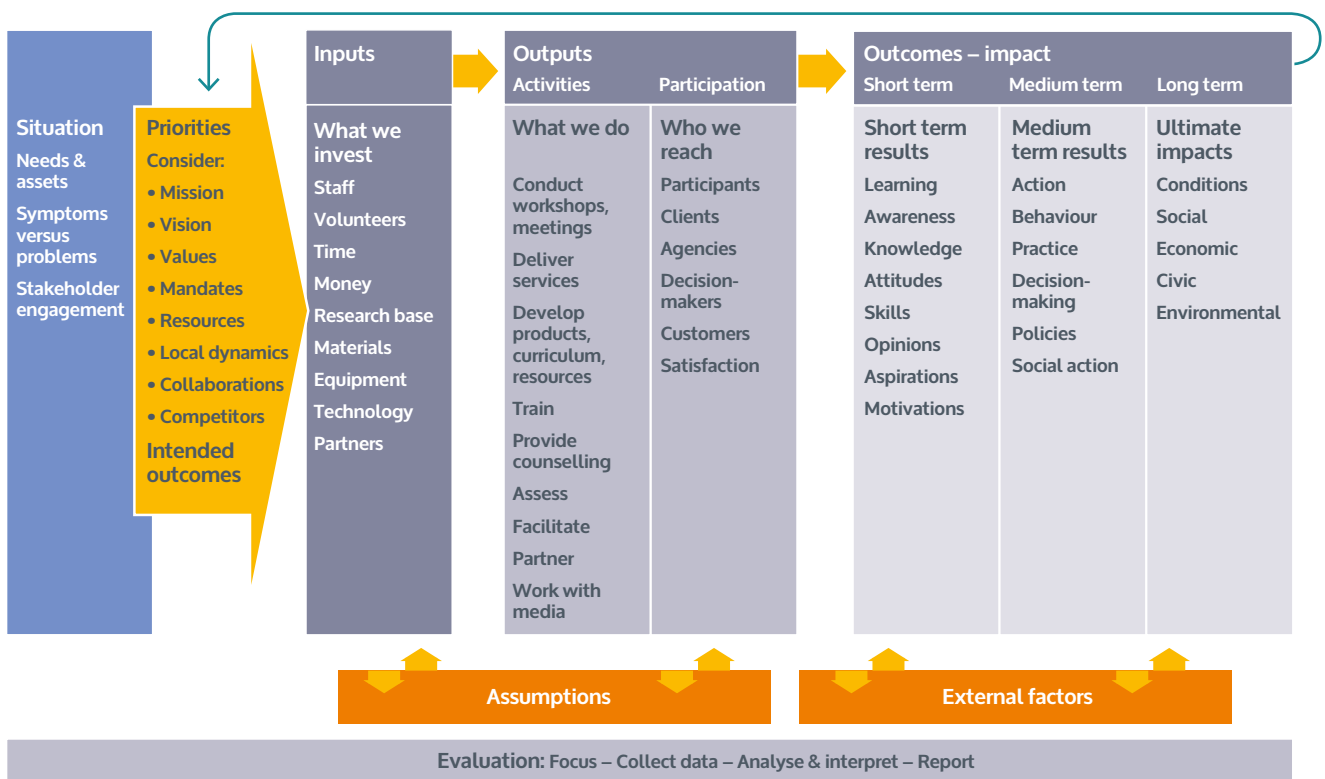 Situation
Needs &
assets
Symptoms
versus
problems
Stakeholder
engagement
Priorities
Consider:
• Mission
• Vision
• Values
• Mandates
• Resources
• Local dynamics
• Collaborations
• Competitors
Intended
outcomes
Inputs
What we
invest
Staff
Volunteers
Time
Money
Research base
Materials
Equipment
Technology
Partners
Outputs
Activities
What we do
Conduct
workshops,
meetings
Deliver
services
Develop
products,
curriculum,
resources
Train
Provide
counselling
Assess
Facilitate
Partner
Work with
media
Participation
Who we
reach
Participants
Clients
Agencies
Decision-
makers
Customers
Satisfaction
Outcomes – impact
Short term
Short term
results
Learning
Awareness
Knowledge
Attitudes
Skills
Opinions
Aspirations
Motivations
Medium term
Medium
term results
Action
Behaviour
Practice
Decision-
making
Policies
Social action
Long term
Ultimate
impacts
Conditions
Social
Economic
Civic
Environmental
Assumptions
External factors
Evaluation: Focus – Collect data – Analyse & interpret – Report